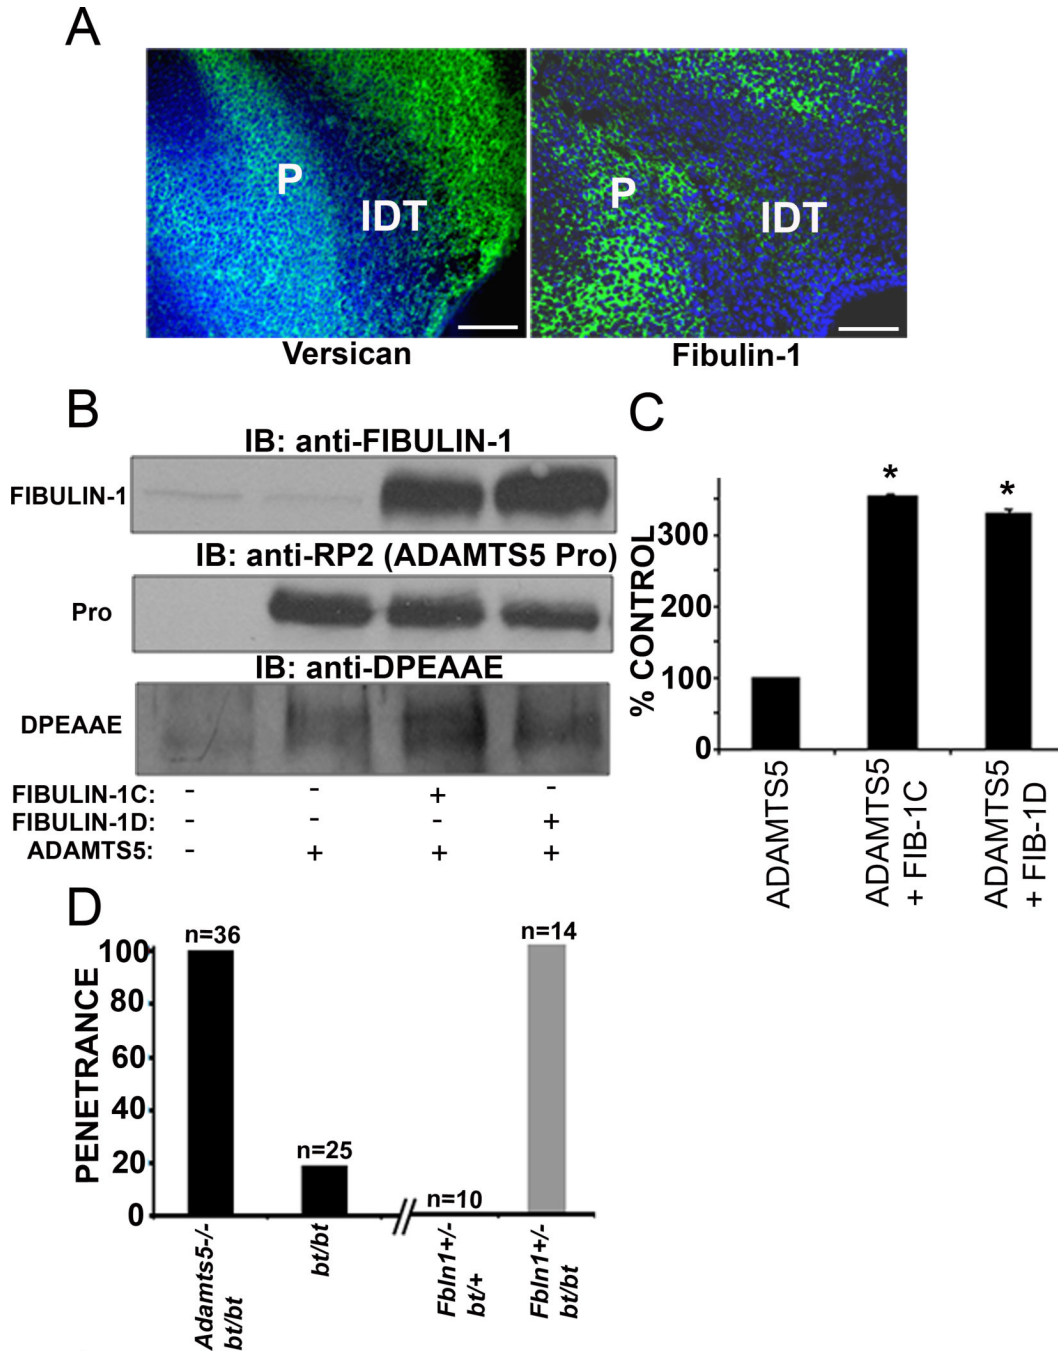 A
P
IDT
P
IDT
Versican
Fibulin-1
B
IB: anti-FIBULIN-1
FIBULIN-1
IB: anti-RP2 (ADAMTS5 Pro)
Pro
IB: anti-DPEAAE
DPEAAE
FIBULIN-1C: - - + -
FIBULIN-1D: - - - +
ADAMTS5: - + + +
C
% CONTROL
300
200
100
0
*
*
ADAMTS5
ADAMTS5
+ FIB-1C
ADAMTS5
+ FIB-1D
D
PENETRANCE
100
80
60
40
20
0
n=36
n=25
n=10
n=14
Adamts5-/-
bt/bt
bt/bt
Fbln1+/-
bt/+
Fbln1+/-
bt/bt